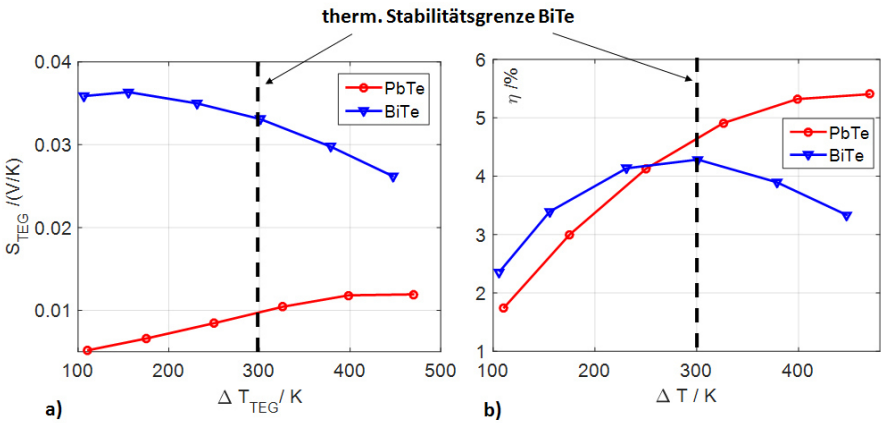 therm. Stabilitätsgrenze BiTe
0.04
0.03
0.02
0.01
S_TEG /(V/K)
PbTe
BiTe
100 200 300 400 500
Δ T_TEG / K
a)
6
5
4
3
2
1
η /%
PbTe
BiTe
100 200 300 400
Δ T / K
b)